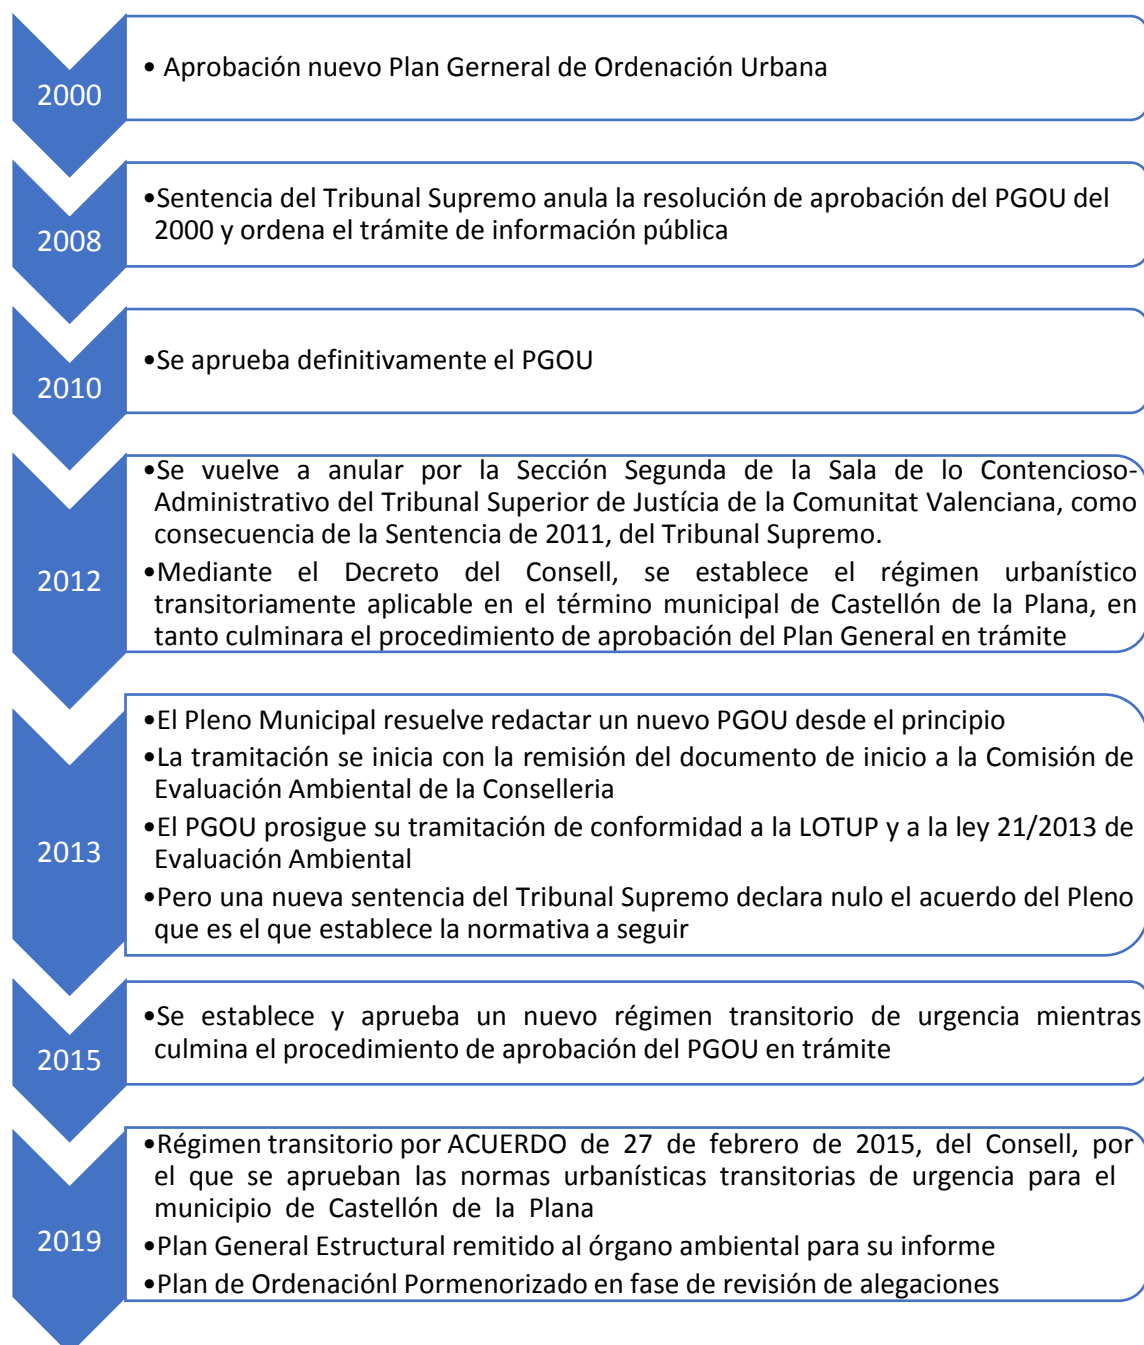 2000
• Aprobación nuevo Plan Gerneral de Ordenación Urbana
2008
•Sentencia del Tribunal Supremo anula la resolución de aprobación del PGOU del
2000 y ordena el trámite de información pública
2010
•Se aprueba definitivamente el PGOU
2012
•Se vuelve a anular por la Sección Segunda de la Sala de lo Contencioso-
Administrativo del Tribunal Superior de Justícia de la Comunitat Valenciana, como
consecuencia de la Sentencia de 2011, del Tribunal Supremo.
•Mediante el Decreto del Consell, se establece el régimen urbanístico
transitoriamente aplicable en el término municipal de Castellón de la Plana, en
tanto culminara el procedimiento de aprobación del Plan General en trámite
2013
•El Pleno Municipal resuelve redactar un nuevo PGOU desde el principio
•La tramitación se inicia con la remisión del documento de inicio a la Comisión de
Evaluación Ambiental de la Conselleria
•El PGOU prosigue su tramitación de conformidad a la LOTUP y a la ley 21/2013 de
Evaluación Ambiental
•Pero una nueva sentencia del Tribunal Supremo declara nulo el acuerdo del Pleno
que es el que establece la normativa a seguir
2015
•Se establece y aprueba un nuevo régimen transitorio de urgencia mientras
culmina el procedimiento de aprobación del PGOU en trámite
2019
•Régimen transitorio por ACUERDO de 27 de febrero de 2015, del Consell, por
el que se aprueban las normas urbanísticas transitorias de urgencia para el
municipio de Castellón de la Plana
•Plan General Estructural remitido al órgano ambiental para su informe
•Plan de Ordenaciónl Pormenorizado en fase de revisión de alegaciones